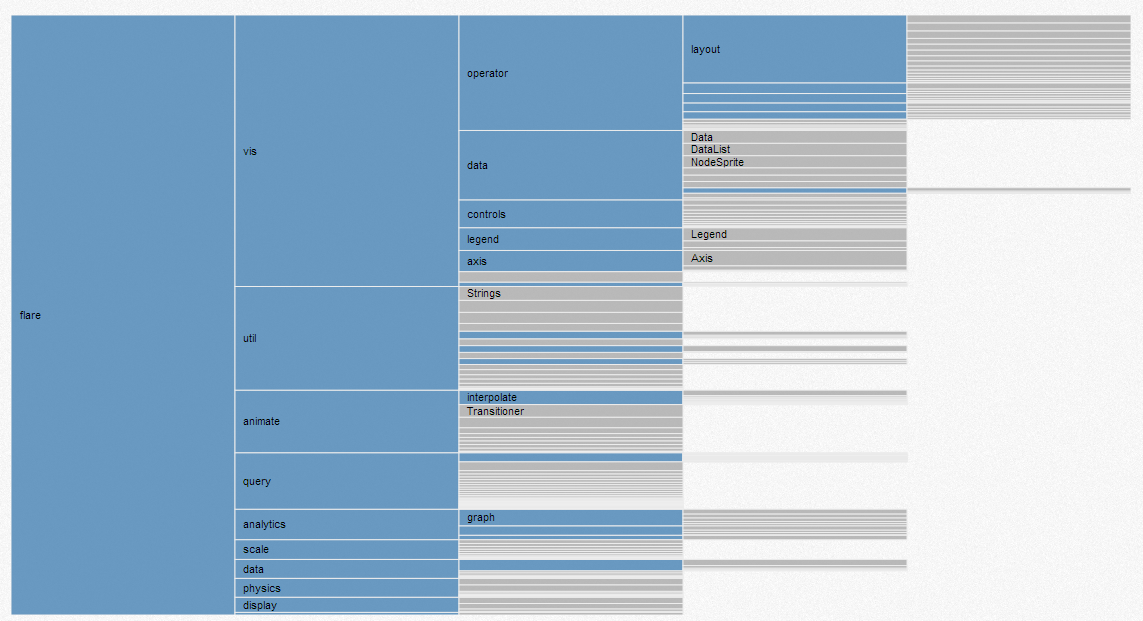 flare
vis
operator
layout
data
Data
DataList
NodeSprite
controls
legend
Legend
axis
Axis
util
Strings
animate
interpolate
Transitioner
query
analytics
graph
scale
data
physics
display